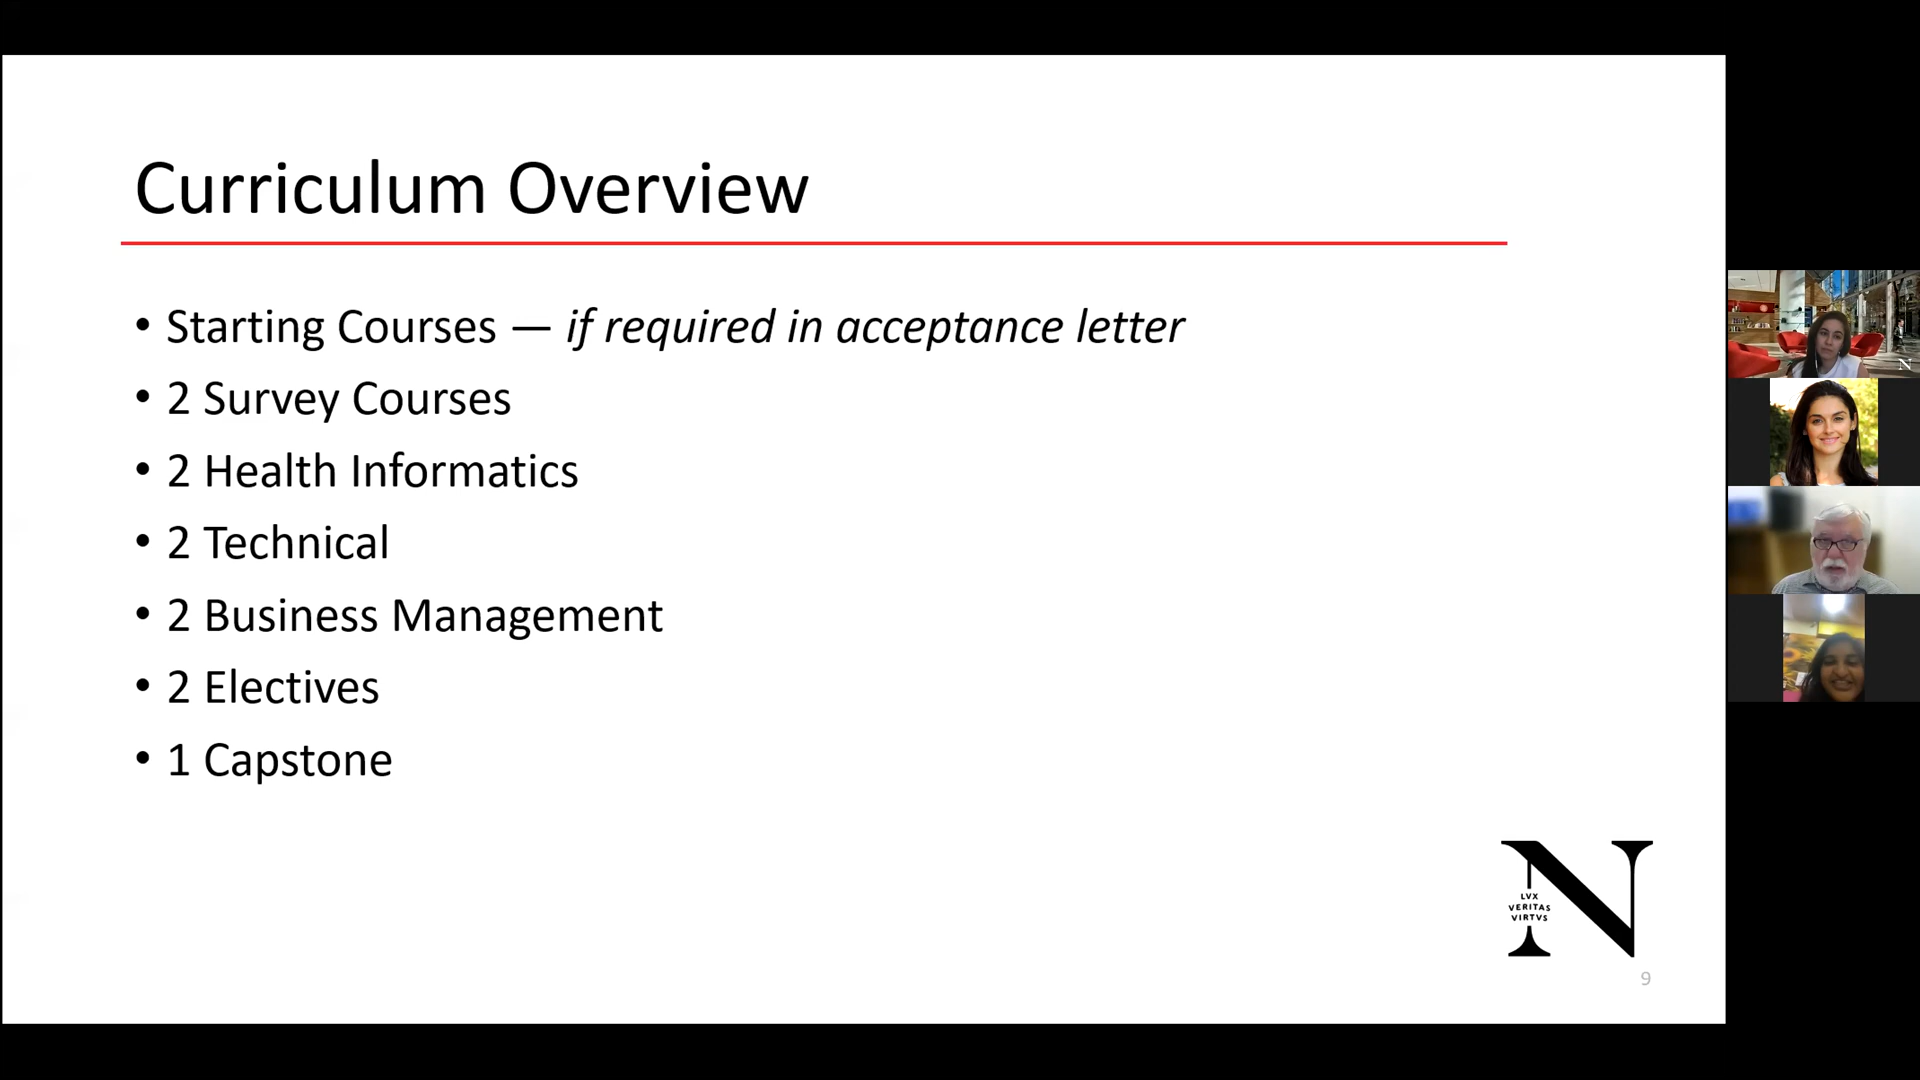 Curriculum Overview
• Starting Courses — if required in acceptance letter
• 2 Survey Courses
• 2 Health Informatics
• 2 Technical
• 2 Business Management
• 2 Electives
• 1 Capstone
N
LVX
VERITAS
VIRTVS
9
N